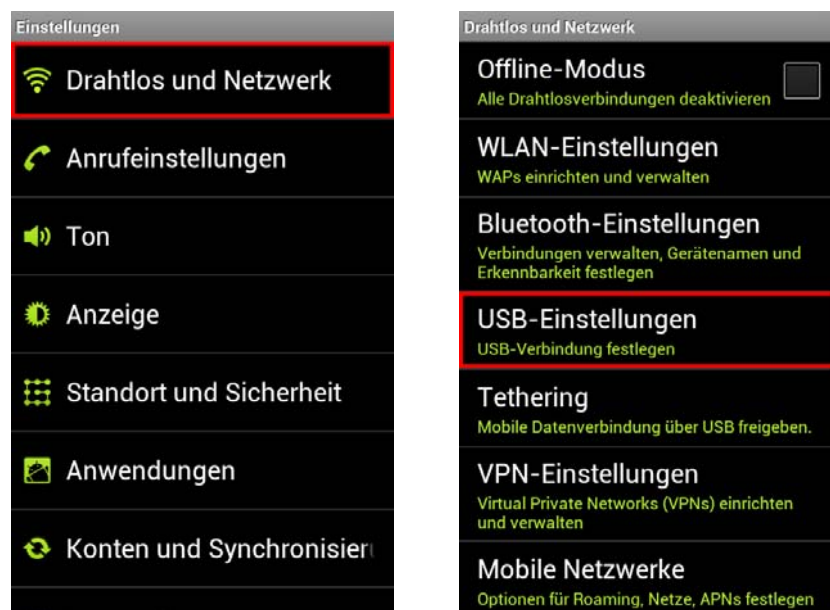 Einstellungen
Drahtlos und Netzwerk
Anrufeinstellungen
Ton
Anzeige
Standort und Sicherheit
Anwendungen
Konten und Synchronisier
Drahtlos und Netzwerk
Offline-Modus
Alle Drahtlosverbindungen deaktivieren
WLAN-Einstellungen
WAPs einrichten und verwalten
Bluetooth-Einstellungen
Verbindungen verwalten, Gerätenamen und
Erkennbarkeit festlegen
USB-Einstellungen
USB-Verbindung festlegen
Tethering
Mobile Datenverbindung über USB freigeben.
VPN-Einstellungen
Virtual Private Networks (VPNs) einrichten
und verwalten
Mobile Netzwerke
Optionen für Roaming, Netze, APNs festlegen